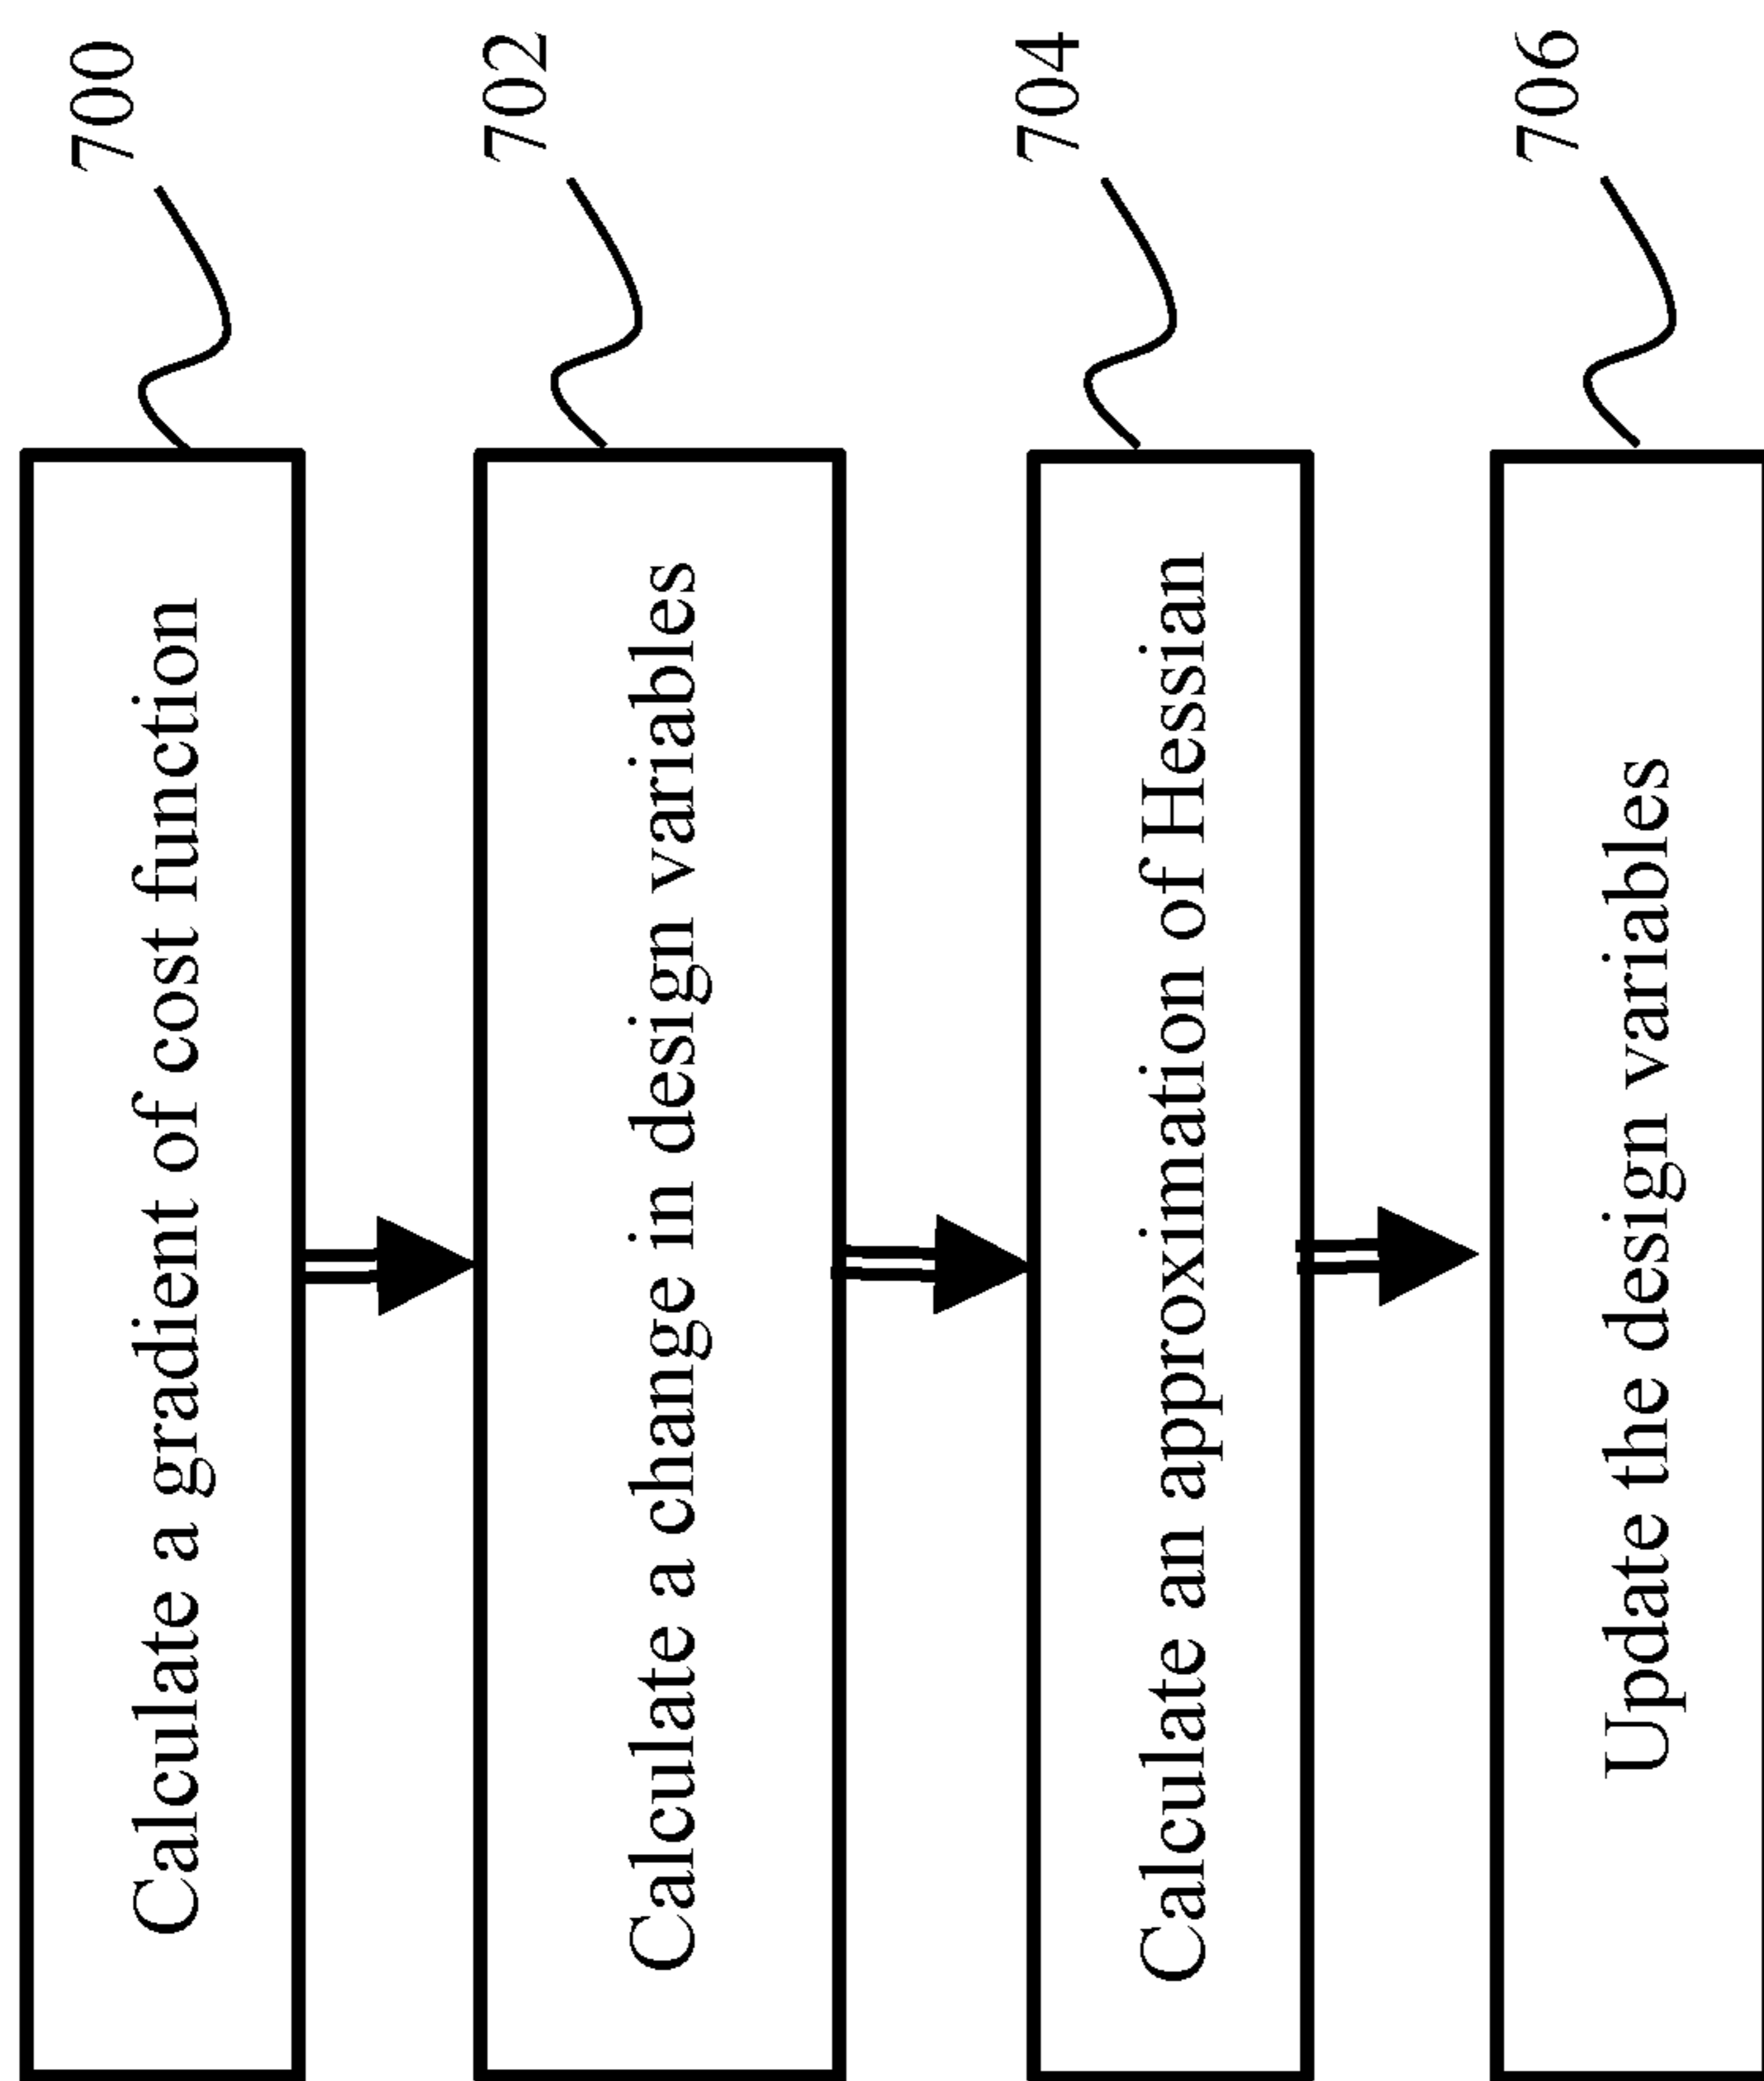 Calculate a gradient of cost function
700
Calculate a change in design variables
702
Calculate an approximation of Hessian
704
Update the design variables
706